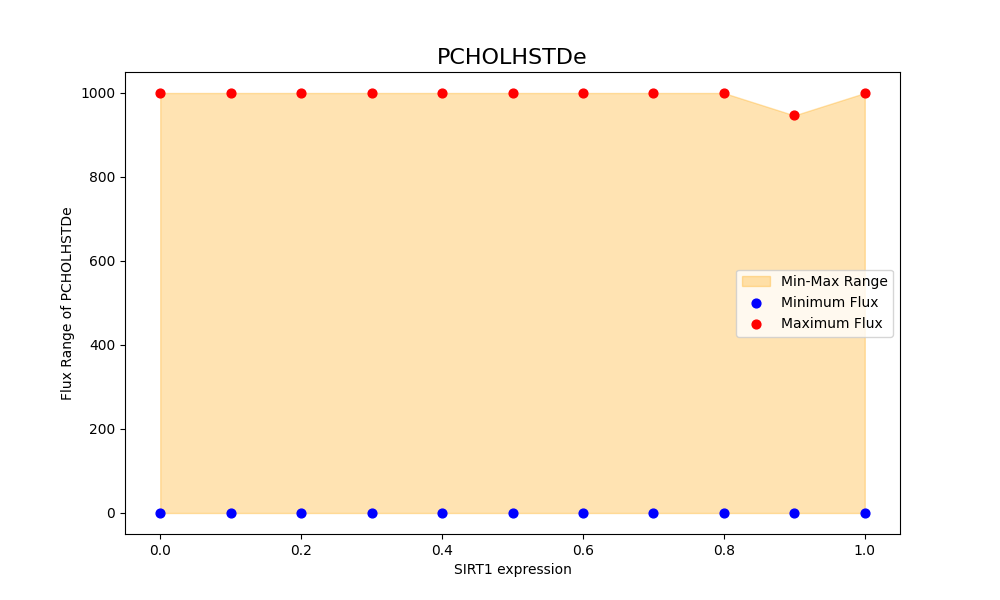 PCHOLHSTDe
1000
800
600
400
200
0
Flux Range of PCHOLHSTDe
Min-Max Range
Minimum Flux
Maximum Flux
0.0 0.2 0.4 0.6 0.8 1.0
SIRT1 expression